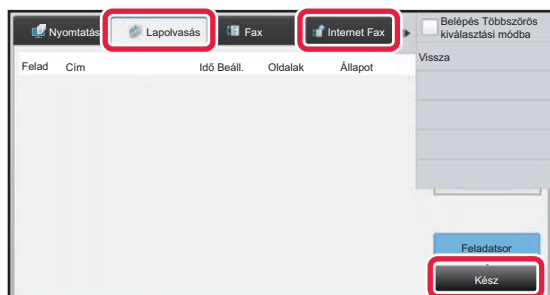 Nyomtatás
Lapolvasás
Fax
Internet Fax
Belépés Többszörös
kiválasztási módba
Vissza
Felad Cím Idő Beáll. Oldalak Állapot
Feladatsor
Kész